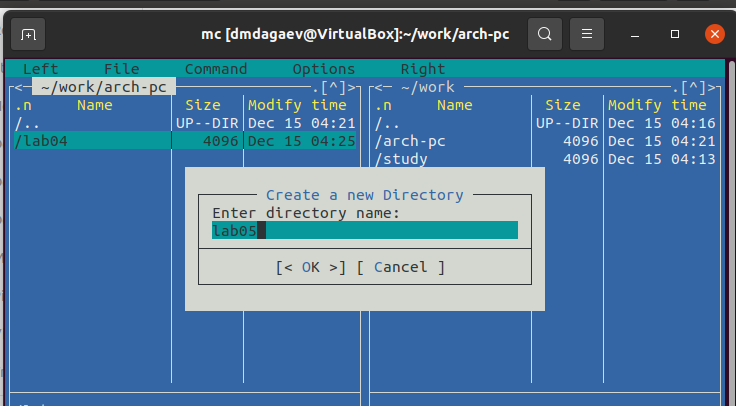 mc [dmdagaev@VirtualBox]:~/work/arch-pc
Left File Command Options Right
<─ ~/work/arch-pc .[^]> <─ ~/work .[^]>
.n Name Size Modify time .n Name Size Modify time
/.. UP--DIR Dec 15 04:21 /.. UP--DIR Dec 15 04:16
/lab04 4096 Dec 15 04:25 /arch-pc 4096 Dec 15 04:21
/study 4096 Dec 15 04:13
Create a new Directory
Enter directory name:
lab05
[< OK >] [ Cancel ]